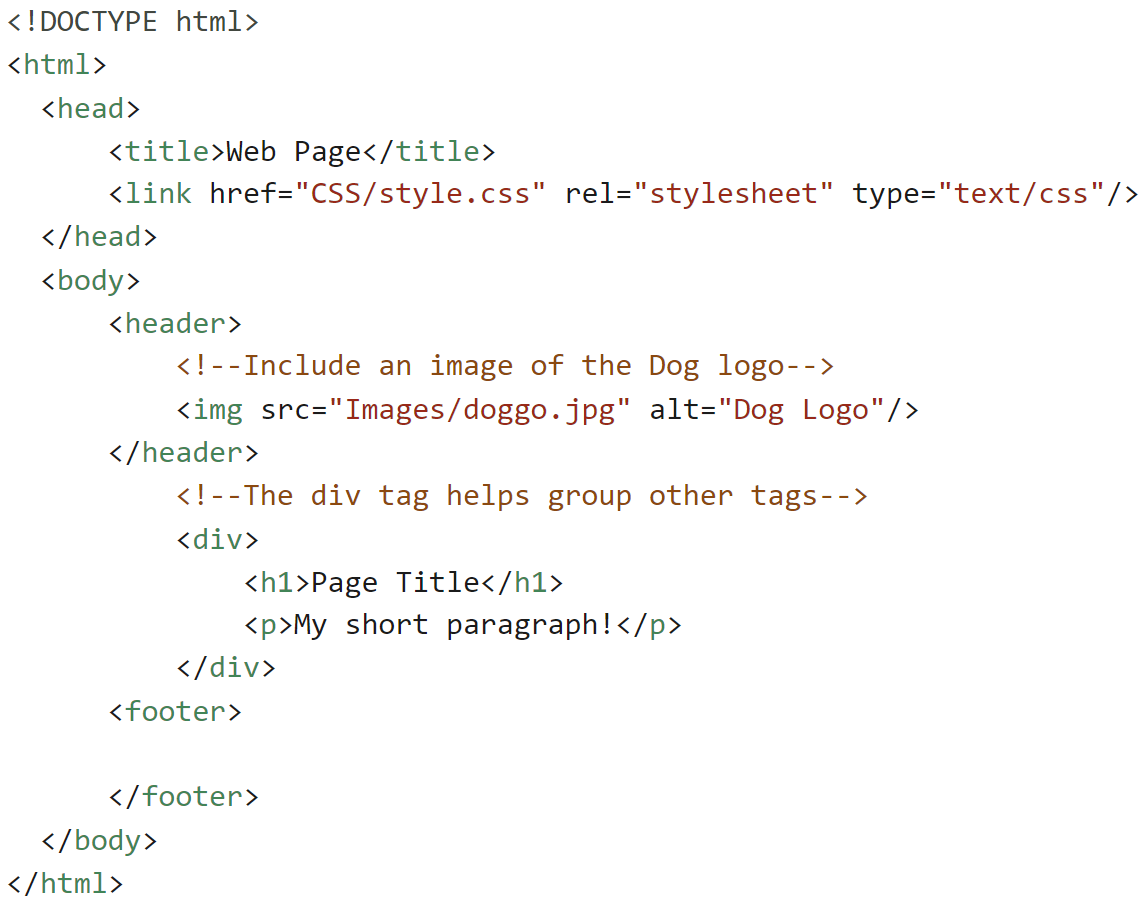 <!DOCTYPE html>
<html>
<head>
<title>Web Page</title>
<link href="CSS/style.css" rel="stylesheet" type="text/css"/>
</head>
<body>
<header>
<!--Include an image of the Dog logo-->
<img src="Images/doggo.jpg" alt="Dog Logo"/>
</header>
<!--The div tag helps group other tags-->
<div>
<h1>Page Title</h1>
<p>My short paragraph!</p>
</div>
<footer>
</footer>
</body>
</html>